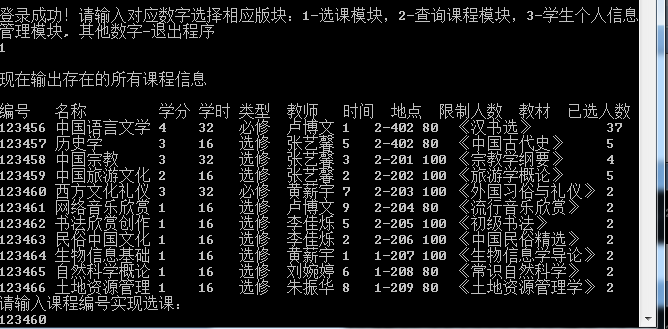 登录成功！请输入对应数字选择相应版块：1-选课模块，2-查询课程模块，3-学生个人信息
管理模块．其他数字-退出程序
1
现在输出存在的所有课程信息
编号 名称 学分 学时 类型 教师 时间 地点 限制人数 教材 已选人数
123456 中国语言文学 4 32 必修 卢博文 1 2-402 80 《汉书选》 37
123457 历史学 3 16 选修 张艺馨 5 2-402 80 《中国古代史》 5
123458 中国宗教 3 16 选修 张艺馨 3 2-201 100 《宗教学纲要》 4
123459 中国旅游文化 2 16 选修 张艺馨 2 2-202 100 《旅游学概论》 5
123460 西方文化礼仪 3 32 必修 黄新宇 7 2-203 100 《外国习俗与礼仪》 2
123461 网络音乐欣赏 1 16 选修 卢博文 9 2-204 80 《流行音乐欣赏》 2
123462 书法欣赏创作 1 16 选修 李佳烁 5 2-205 100 《初级书法》 2
123463 民俗中国文化 1 16 选修 李佳烁 2 2-206 100 《中国民俗精选》 2
123464 生物信息基础 1 16 选修 黄新宇 1 1-207 100 《生物信息学导论》 2
123465 自然科学概论 1 16 选修 刘婉婷 6 1-208 80 《常识自然科学》 2
123466 土地资源管理 1 16 选修 朱振华 8 1-209 80 《土地资源管理学》 2
请输入课程编号实现选课：
123460